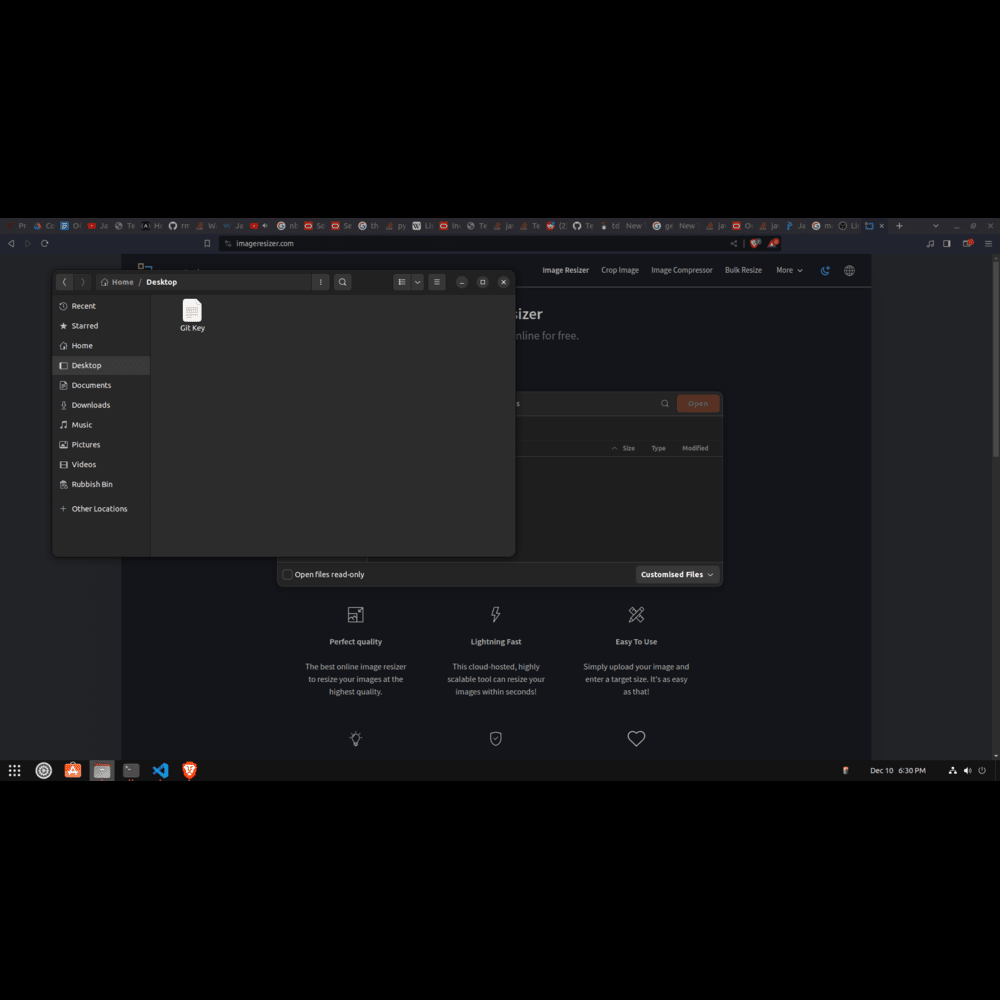 New
New
imageresizer.com
Image Resizer Crop Image Image Compressor Bulk Resize More
Home / Desktop
Recent
Starred
Home
Desktop
Documents
Downloads
Music
Pictures
Videos
Rubbish Bin
Other Locations
Git Key
sizer
nline for free.
s
Open
Size Type Modified
Open files read-only
Customised Files
Perfect quality
The best online image resizer
to resize your images at the
highest quality.
Lightning Fast
This cloud-hosted, highly
scalable tool can resize your
images within seconds!
Easy To Use
Simply upload your image and
enter a target size. It's as easy
as that!
Dec 10 6:30 PM